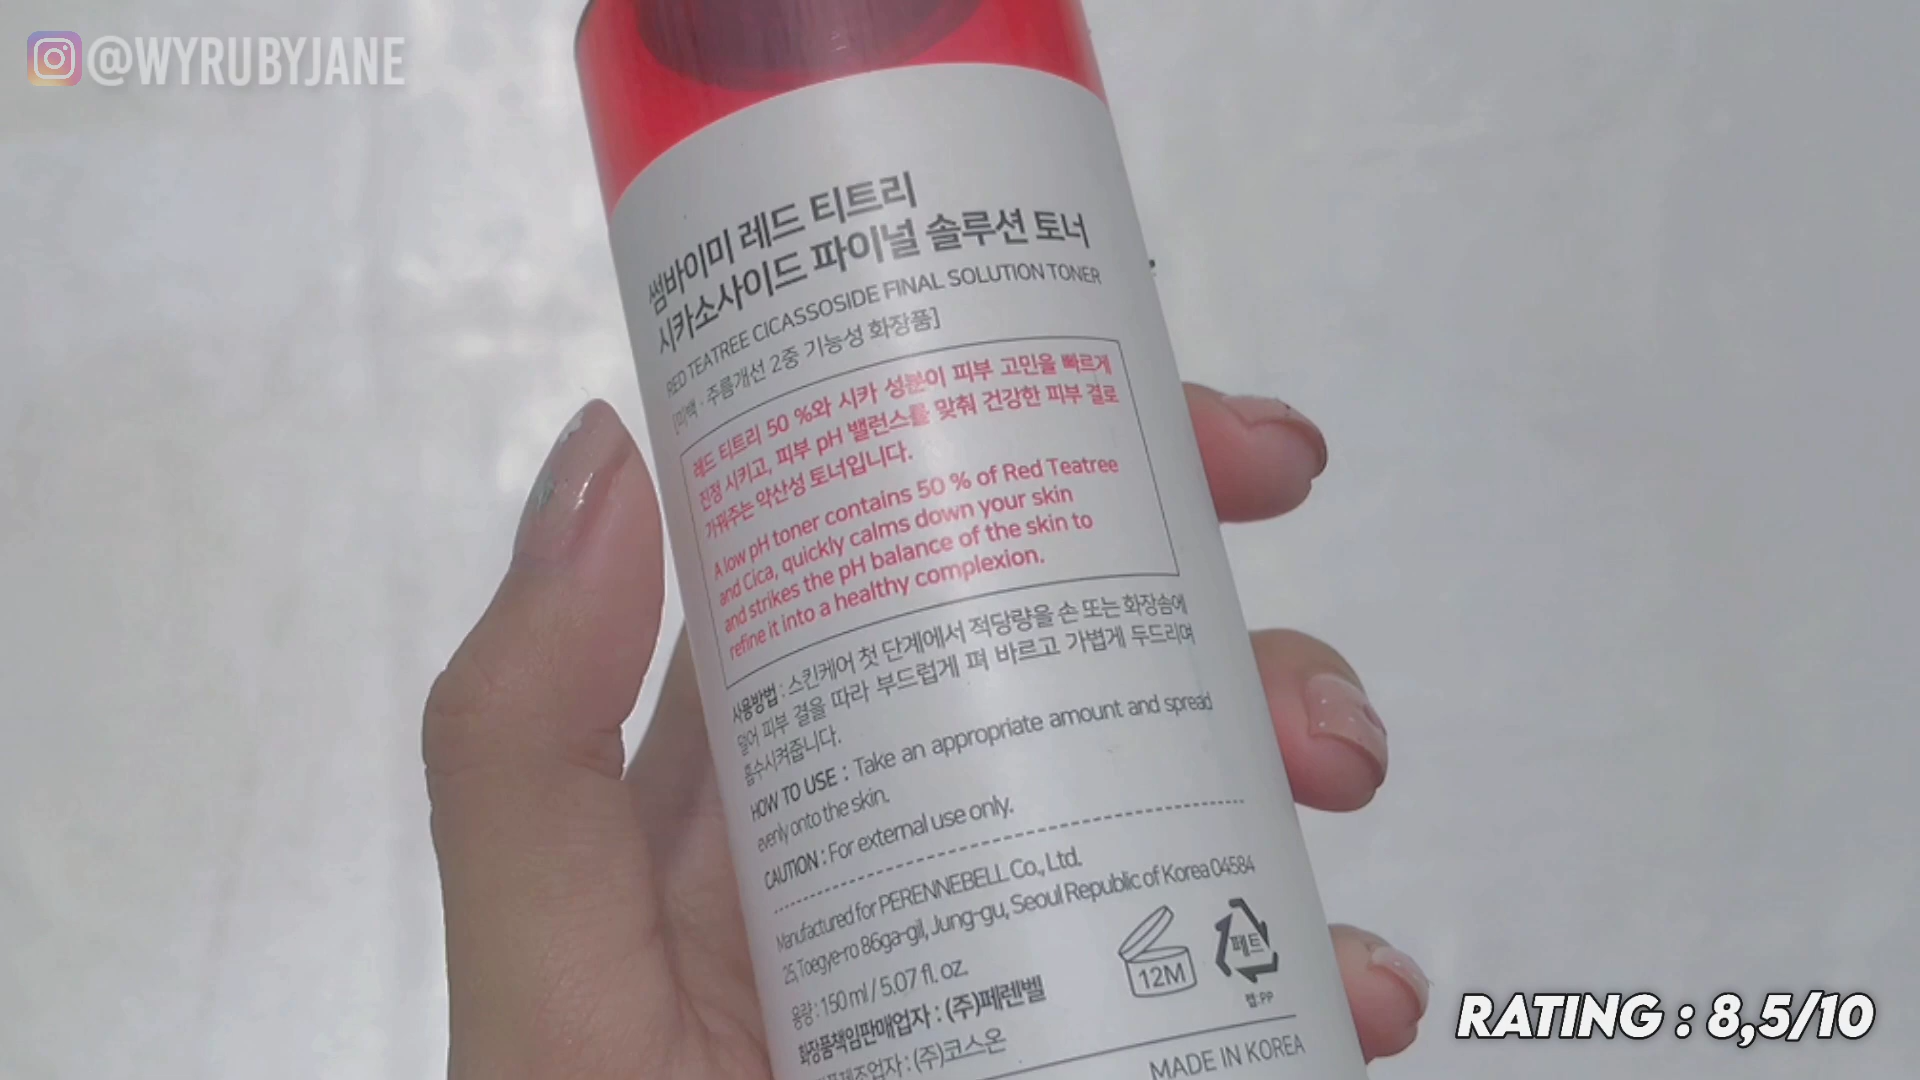 @WYRUBYJANE
썸바이미 레드 티트리
시카소사이드 파이널 솔루션 토너
RED TEATREE CICASSOSIDE FINAL SOLUTION TONER
[미백 · 주름개선 2중 기능성 화장품]
레드 티트리 50 %와 시카 성분이 피부 고민을 빠르게
진정 시키고, 피부 pH 밸런스를 맞춰 건강한 피부 결로
가꿔주는 약산성 토너입니다.
A low pH toner contains 50 % of Red Teatree
and Cica, quickly calms down your skin
and strikes the pH balance of the skin to
refine it into a healthy complexion.
사용방법 : 스킨케어 첫 단계에서 적당량을 손 또는 화장솜에
덜어 피부 결을 따라 부드럽게 펴 바르고 가볍게 두드리며
흡수시켜줍니다.
HOW TO USE : Take an appropriate amount and spread
evenly onto the skin.
CAUTION : For external use only.
Manufactured for PERENNEBELL Co., Ltd.
25, Toegye-ro 86ga-gil, Jung-gu, Seoul Republic of Korea 04584
용량 : 150 ml / 5.07 fl. oz.
화장품책임판매업자 : (주)페렌벨
제조업자 : (주)코스온
12M
페트
캡:PP
MADE IN KOREA
RATING : 8,5/10